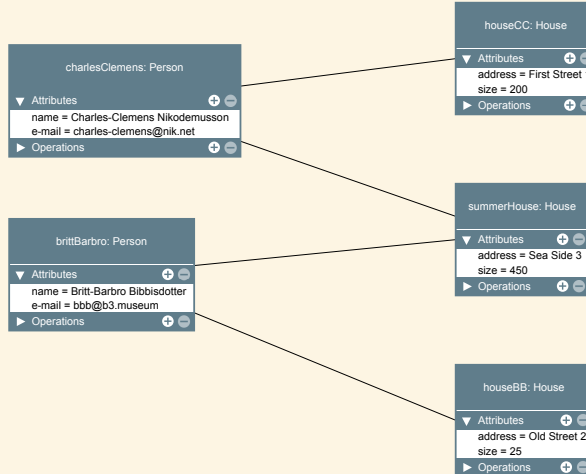 charlesClemens: Person
Attributes
name = Charles-Clemens Nikodemusson
e-mail = charles-clemens@nik.net
Operations
houseCC: House
Attributes
address = First Street 1
size = 200
Operations
brittBarbro: Person
Attributes
name = Britt-Barbro Bibbisdotter
e-mail = bbb@b3.museum
Operations
summerHouse: House
Attributes
address = Sea Side 3
size = 450
Operations
houseBB: House
Attributes
address = Old Street 2
size = 25
Operations